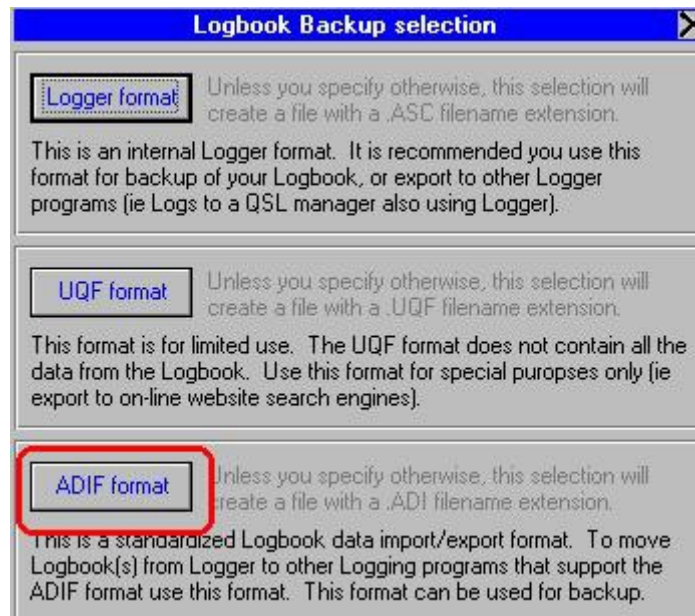 Logbook Backup selection
Logger format
Unless you specify otherwise, this selection will
create a file with a .ASC filename extension.
This is an internal Logger format. It is recommended you use this
format for backup of your Logbook, or export to other Logger
programs (ie Logs to a QSL manager also using Logger).
UQF format
Unless you specify otherwise, this selection will
create a file with a .UQF filename extension.
This format is for limited use. The UQF format does not contain all the
data from the Logbook. Use this format for special puropses only (ie
export to on-line website search engines).
ADIF format
Unless you specify otherwise, this selection will
create a file with a .ADI filename extension.
This is a standardized Logbook data import/export format. To move
Logbook(s) from Logger to other Logging programs that support the
ADIF format use this format. This format can be used for backup.